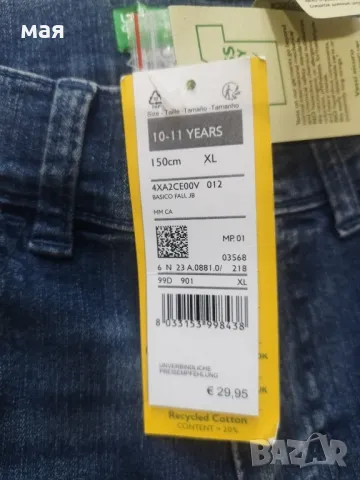 мая
Size Taille Tamaño Tamanho
10-11 YEARS
150cm XL
4XA2CE00V 012
BASICO FALL JB
MM CA
MP. 01
03568
6 N 23 A.0881.0/ 218
99D 901 XL
8 033153 998438
UNVERBINDLICHE
PREISEMPFEHLUNG
€ 29,95
Recycled Cotton
CONTENT > 20%
BAZAR